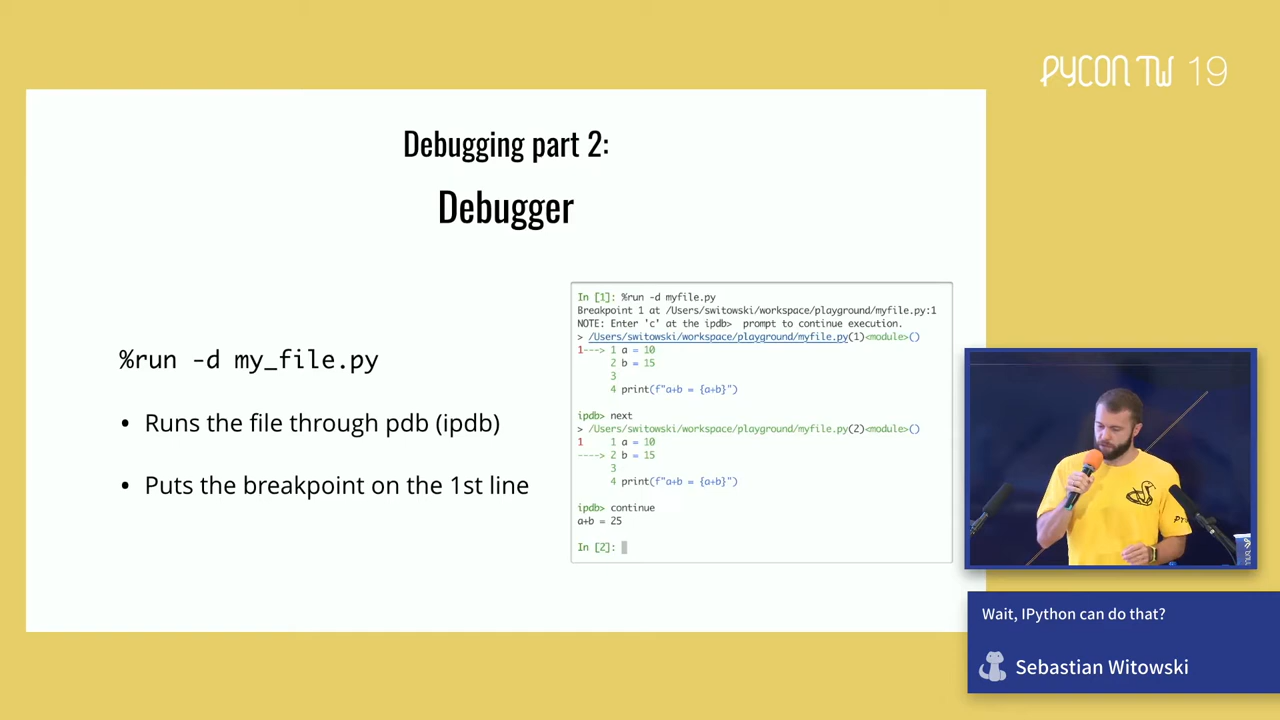 PYCON TW 19
Debugging part 2:
Debugger
%run -d my_file.py
• Runs the file through pdb (ipdb)
• Puts the breakpoint on the 1st line
In [1]: %run -d myfile.py
Breakpoint 1 at /Users/switowski/workspace/playground/myfile.py:1
NOTE: Enter 'c' at the ipdb>  prompt to continue execution.
> /Users/switowski/workspace/playground/myfile.py(1)<module>()
1---> 1 a = 10
2 b = 15
3
4 print(f"a+b = {a+b}")
ipdb> next
> /Users/switowski/workspace/playground/myfile.py(2)<module>()
1     1 a = 10
----> 2 b = 15
3
4 print(f"a+b = {a+b}")
ipdb> continue
a+b = 25
In [2]:
Wait, IPython can do that?
Sebastian Witowski